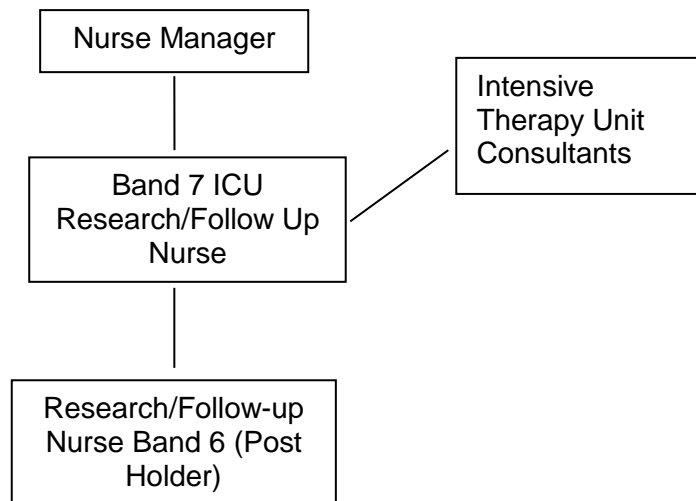 Nurse Manager
Intensive
Therapy Unit
Consultants
Band 7 ICU
Research/Follow Up
Nurse
Research/Follow-up
Nurse Band 6 (Post
Holder)